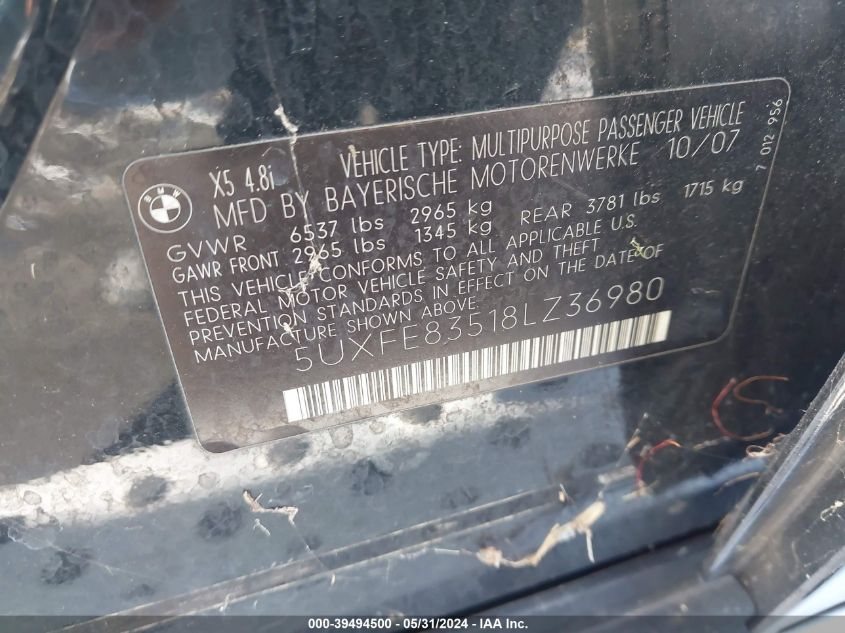 BMW
X5 4.8i VEHICLE TYPE: MULTIPURPOSE PASSENGER VEHICLE
MFD BY BAYERISCHE MOTORENWERKE 10/07
GVWR 6537 lbs 2965 kg
GAWR FRONT 2965 lbs 1345 kg REAR 3781 lbs 1715 kg
THIS VEHICLE CONFORMS TO ALL APPLICABLE U.S.
FEDERAL MOTOR VEHICLE SAFETY AND THEFT
PREVENTION STANDARDS IN EFFECT ON THE DATE OF
MANUFACTURE SHOWN ABOVE.
5UXFE83518LZ36980
7 012 956
000-39494500 - 05/31/2024 - IAA Inc.